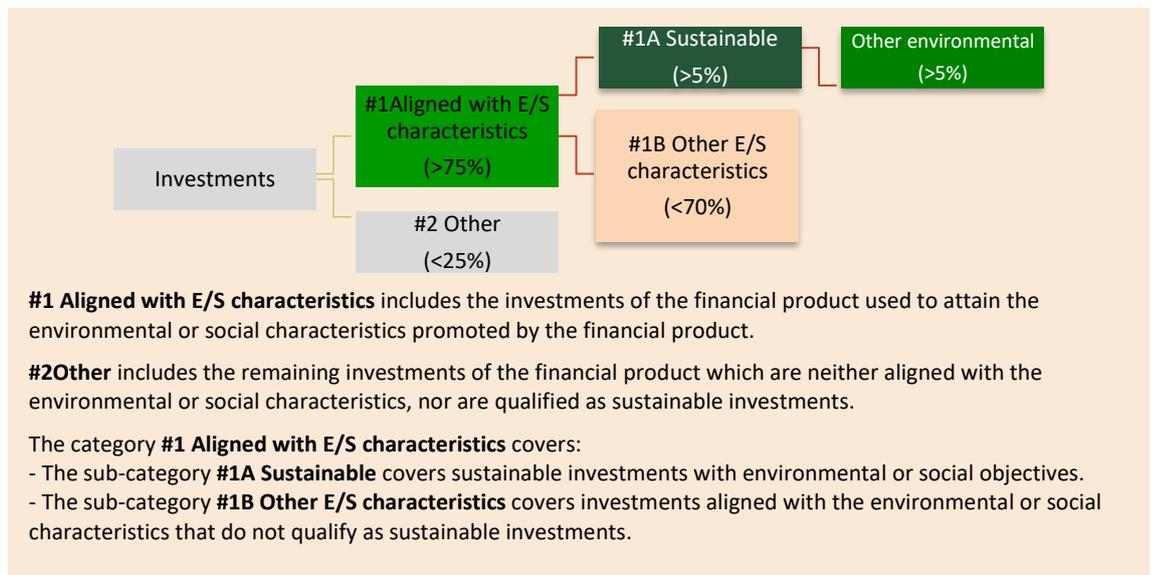 #1A Sustainable
(>5%)
Other environmental
(>5%)
#1Aligned with E/S
characteristics
(>75%)
#1B Other E/S
characteristics
(<70%)
Investments
#2 Other
(<25%)
#1 Aligned with E/S characteristics includes the investments of the financial product used to attain the
environmental or social characteristics promoted by the financial product.
#2Other includes the remaining investments of the financial product which are neither aligned with the
environmental or social characteristics, nor are qualified as sustainable investments.
The category #1 Aligned with E/S characteristics covers:
- The sub-category #1A Sustainable covers sustainable investments with environmental or social objectives.
- The sub-category #1B Other E/S characteristics covers investments aligned with the environmental or social
characteristics that do not qualify as sustainable investments.